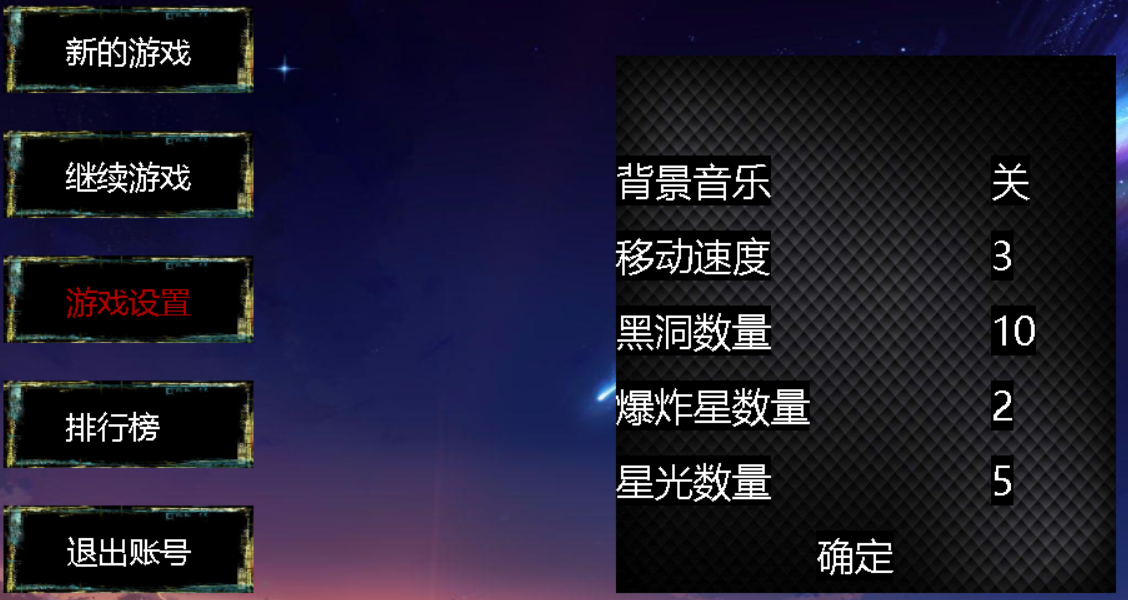 新的游戏
继续游戏
游戏设置
排行榜
退出账号
背景音乐 关
移动速度 3
黑洞数量 10
爆炸星数量 2
星光数量 5
确定